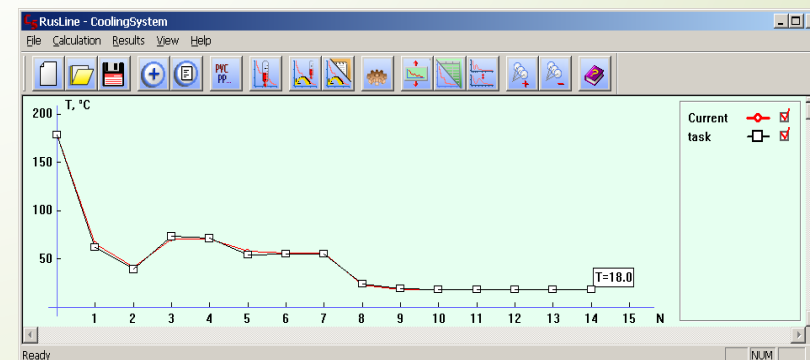 CS RusLine - CoolingSystem
File Calculation Results View Help
PVC
PP...
T, °C
200
150
100
50
T=18.0
1 2 3 4 5 6 7 8 9 10 11 12 13 14 15 N
Current
task
Ready
NUM